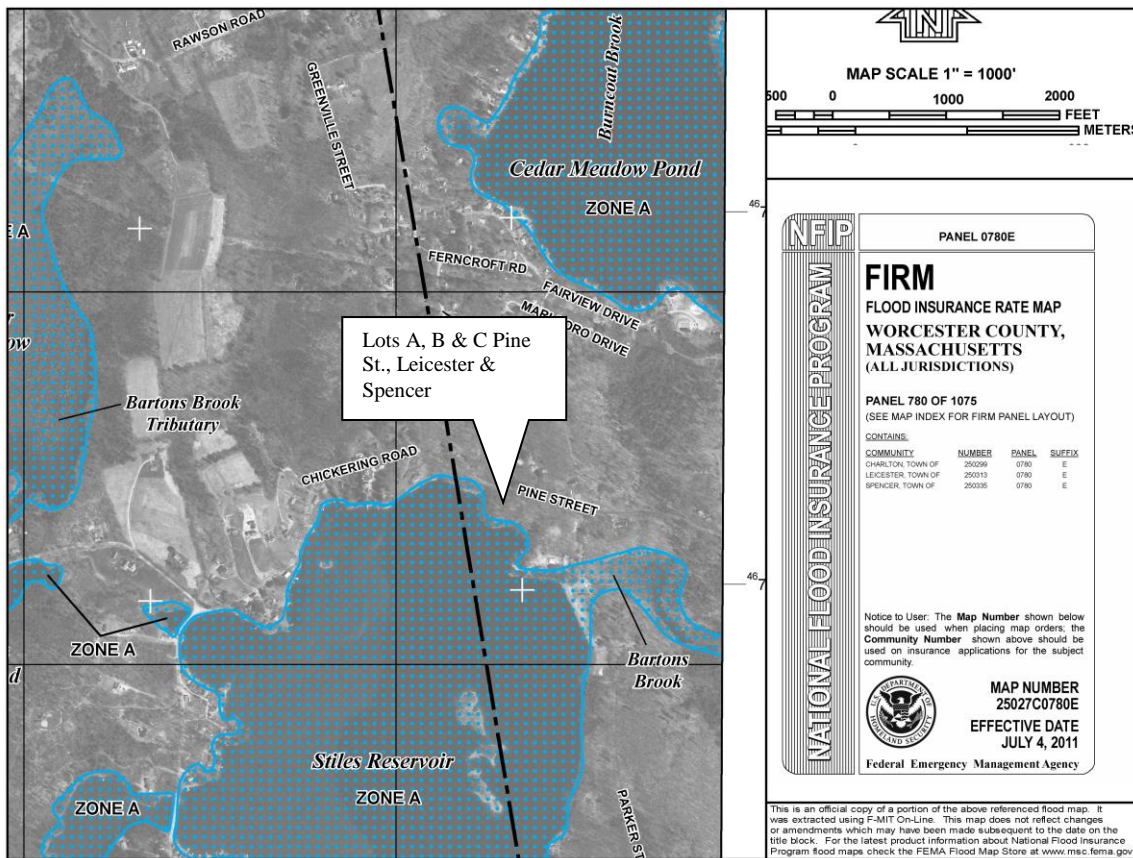 RAWSON ROAD
GREENVILLE STREET
Burncoat Brook
Cedar Meadow Pond
ZONE A
E A
FERNCROFT RD
FAIRVIEW DRIVE
MARLBORO DRIVE
Lots A, B & C Pine
St., Leicester &
Spencer
ow
Bartons Brook
Tributary
CHICKERING ROAD
PINE STREET
ZONE A
Bartons
Brook
d
Stiles Reservoir
ZONE A
ZONE A
PARKER ST
46 7
46 7
N
MAP SCALE 1" = 1000'
500 0 1000 2000
FEET
METERS
NFIP
NATIONAL FLOOD INSURANCE PROGRAM
PANEL 0780E
FIRM
FLOOD INSURANCE RATE MAP
WORCESTER COUNTY,
MASSACHUSETTS
(ALL JURISDICTIONS)
PANEL 780 OF 1075
(SEE MAP INDEX FOR FIRM PANEL LAYOUT)
CONTAINS:
COMMUNITY NUMBER PANEL SUFFIX
CHARLTON, TOWN OF 250299 0780 E
LEICESTER, TOWN OF 250313 0780 E
SPENCER, TOWN OF 250335 0780 E
Notice to User: The Map Number shown below
should be used when placing map orders; the
Community Number shown above should be
used on insurance applications for the subject
community.
U.S. DEPARTMENT OF HOMELAND SECURITY
MAP NUMBER
25027C0780E
EFFECTIVE DATE
JULY 4, 2011
Federal Emergency Management Agency
This is an official copy of a portion of the above referenced flood map. It
was extracted using F-MIT On-Line. This map does not reflect changes
or amendments which may have been made subsequent to the date on the
title block. For the latest product information about National Flood Insurance
Program flood maps check the FEMA Flood Map Store at www.msc.fema.gov